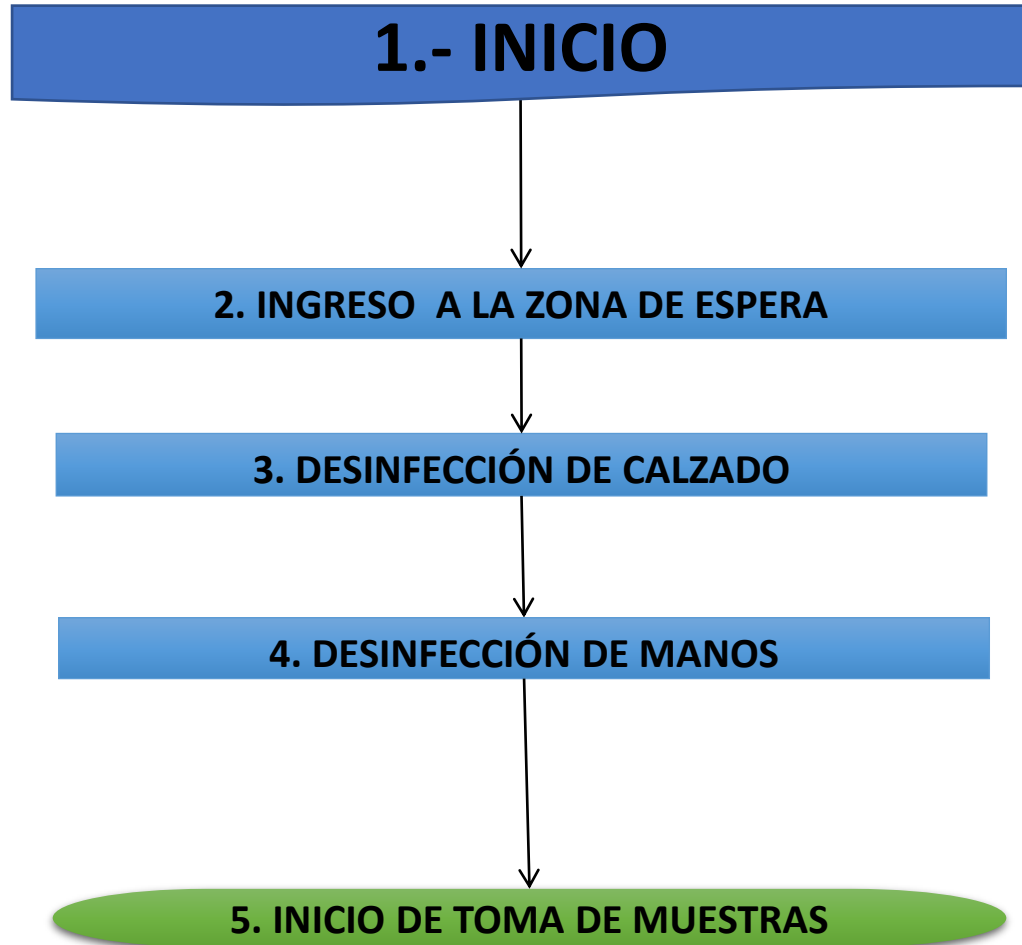 1.- INICIO
2. INGRESO  A LA ZONA DE ESPERA
3. DESINFECCIÓN DE CALZADO
4. DESINFECCIÓN DE MANOS
5. INICIO DE TOMA DE MUESTRAS